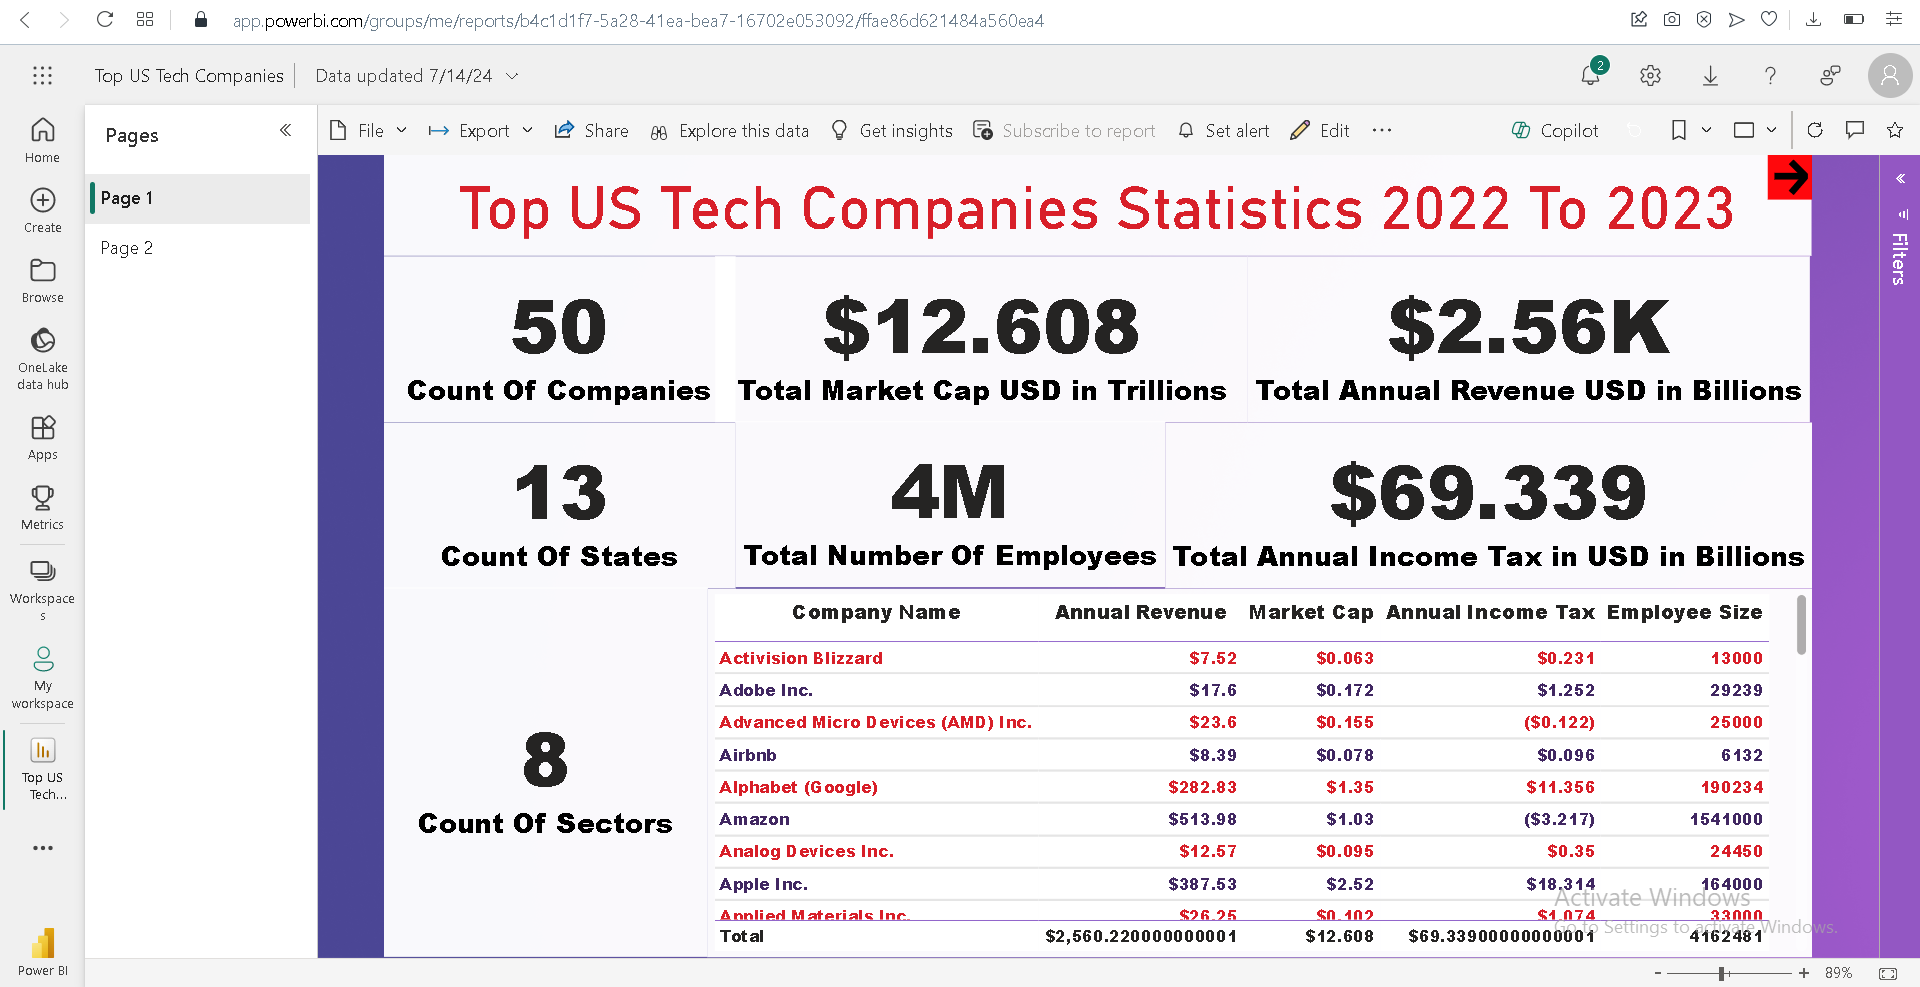 app.powerbi.com/groups/me/reports/b4c1d1f7-5a28-41ea-bea7-16702e053092/ffae86d621484a560ea4
Top US Tech Companies
Data updated 7/14/24
2
?
Home
Create
Browse
OneLake
data hub
Apps
Metrics
Workspace
s
My
workspace
Top US
Tech...
Power BI
Pages
Page 1
Page 2
File
Export
Share
Explore this data
Get insights
Subscribe to report
Set alert
Edit
Copilot
Filters
Top US Tech Companies Statistics 2022 To 2023
50
Count Of Companies
$12.608
Total Market Cap USD in Trillions
$2.56K
Total Annual Revenue USD in Billions
13
Count Of States
4M
Total Number Of Employees
$69.339
Total Annual Income Tax in USD in Billions
8
Count Of Sectors
Company Name Annual Revenue Market Cap Annual Income Tax Employee Size
Activision Blizzard $7.52 $0.063 $0.231 13000
Adobe Inc. $17.6 $0.172 $1.252 29239
Advanced Micro Devices (AMD) Inc. $23.6 $0.155 ($0.122) 25000
Airbnb $8.39 $0.078 $0.096 6132
Alphabet (Google) $282.83 $1.35 $11.356 190234
Amazon $513.98 $1.03 ($3.217) 1541000
Analog Devices Inc. $12.57 $0.095 $0.35 24450
Apple Inc. $387.53 $2.52 $18.314 164000
Applied Materials Inc. $26.25 $0.102 $1.074 33000
Total $2,560.220000000001 $12.608 $69.33900000000001 4162481
Activate Windows
Go to Settings to activate Windows.
- + 89%